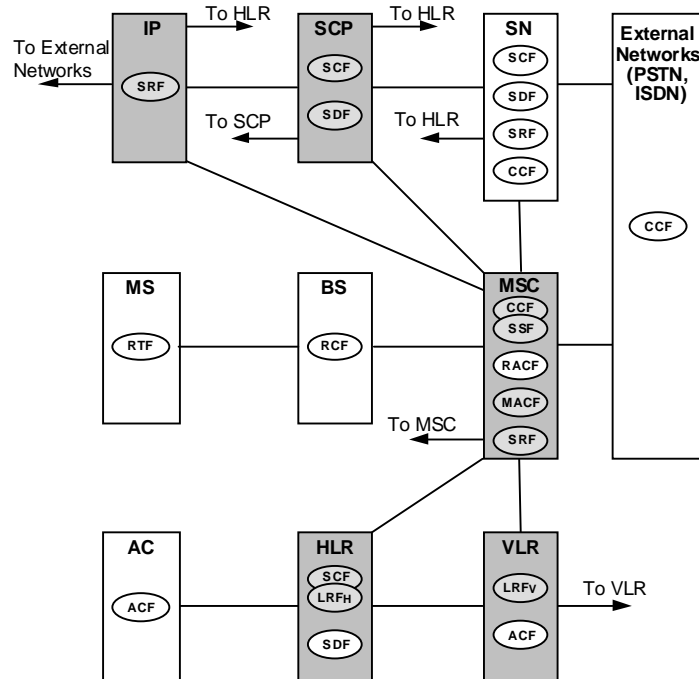 To HLR
To HLR
IP
SCP
SN
External
Networks
(PSTN,
ISDN)
To External
Networks
SRF
SCF
SDF
SCF
SDF
SRF
CCF
To SCP
To HLR
CCF
MS
BS
MSC
RTF
RCF
CCF
SSF
RACF
MACF
SRF
To MSC
AC
HLR
VLR
ACF
SCF
LRFH
SDF
LRFV
ACF
To VLR